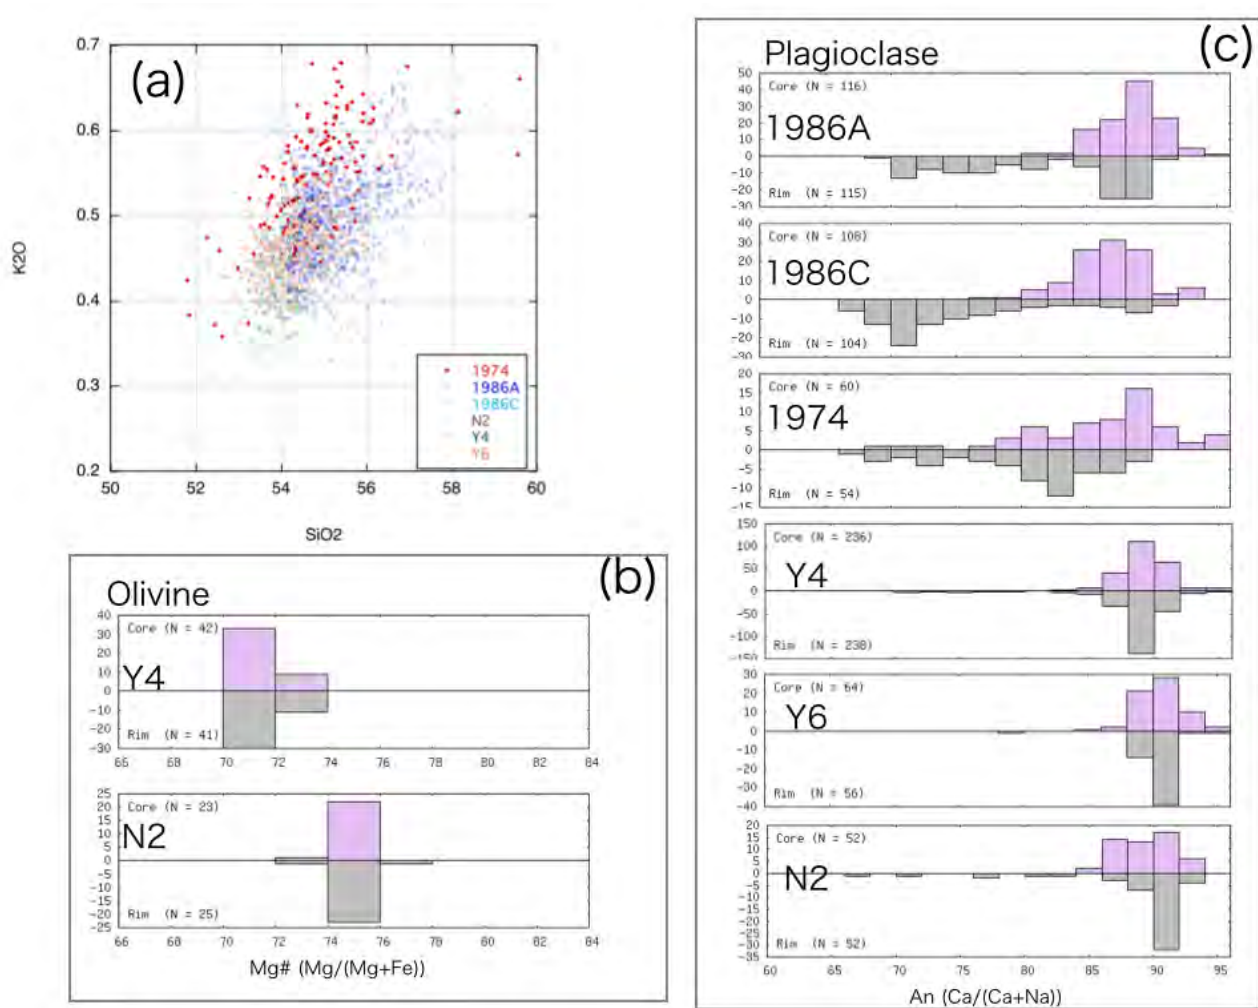 (a)
0.7
0.6
0.5
0.4
0.3
0.2
K2O
50 52 54 56 58 60
SiO2
1974
1986A
1986C
N2
Y4
Y6
(b)
Olivine
40
30
20
10
0
-10
-20
-30
Core (N = 42)
Y4
Rim (N = 41)
66 68 70 72 74 76 78 80 82 84
25
20
15
10
5
0
-5
-10
-15
-20
-25
Core (N = 23)
N2
Rim (N = 25)
66 68 70 72 74 76 78 80 82 84
Mg# (Mg/(Mg+Fe))
(c)
Plagioclase
50
40
30
20
10
0
-10
-20
-30
Core (N = 116)
1986A
Rim (N = 115)
40
30
20
10
0
-10
-20
-30
Core (N = 108)
1986C
Rim (N = 104)
20
15
10
5
0
-5
-10
-15
Core (N = 60)
1974
Rim (N = 54)
150
100
50
0
-50
-100
-150
Core (N = 236)
Y4
Rim (N = 238)
30
20
10
0
-10
-20
-30
-40
Core (N = 64)
Y6
Rim (N = 56)
20
15
10
5
0
-5
-10
-15
-20
-25
-30
-35
Core (N = 52)
N2
Rim (N = 52)
60 65 70 75 80 85 90 95
An (Ca/(Ca+Na))